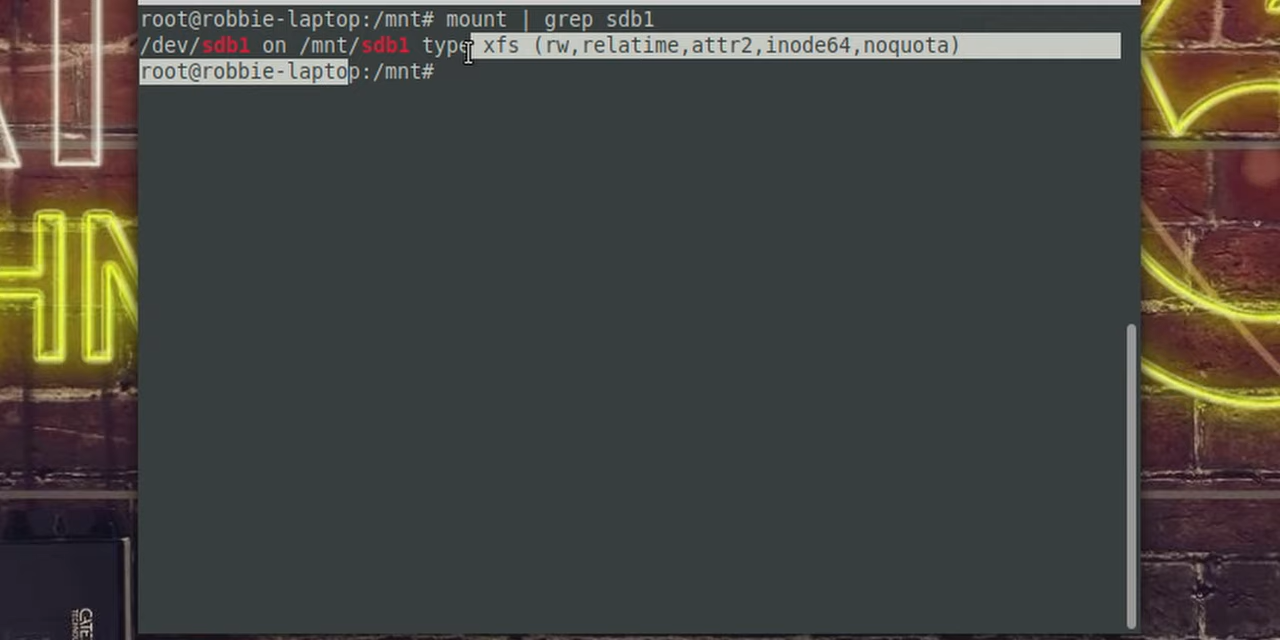 root@robbie-laptop:/mnt# mount | grep sdb1
/dev/sdb1 on /mnt/sdb1 type xfs (rw,relatime,attr2,inode64,noquota)
root@robbie-laptop:/mnt#
HN